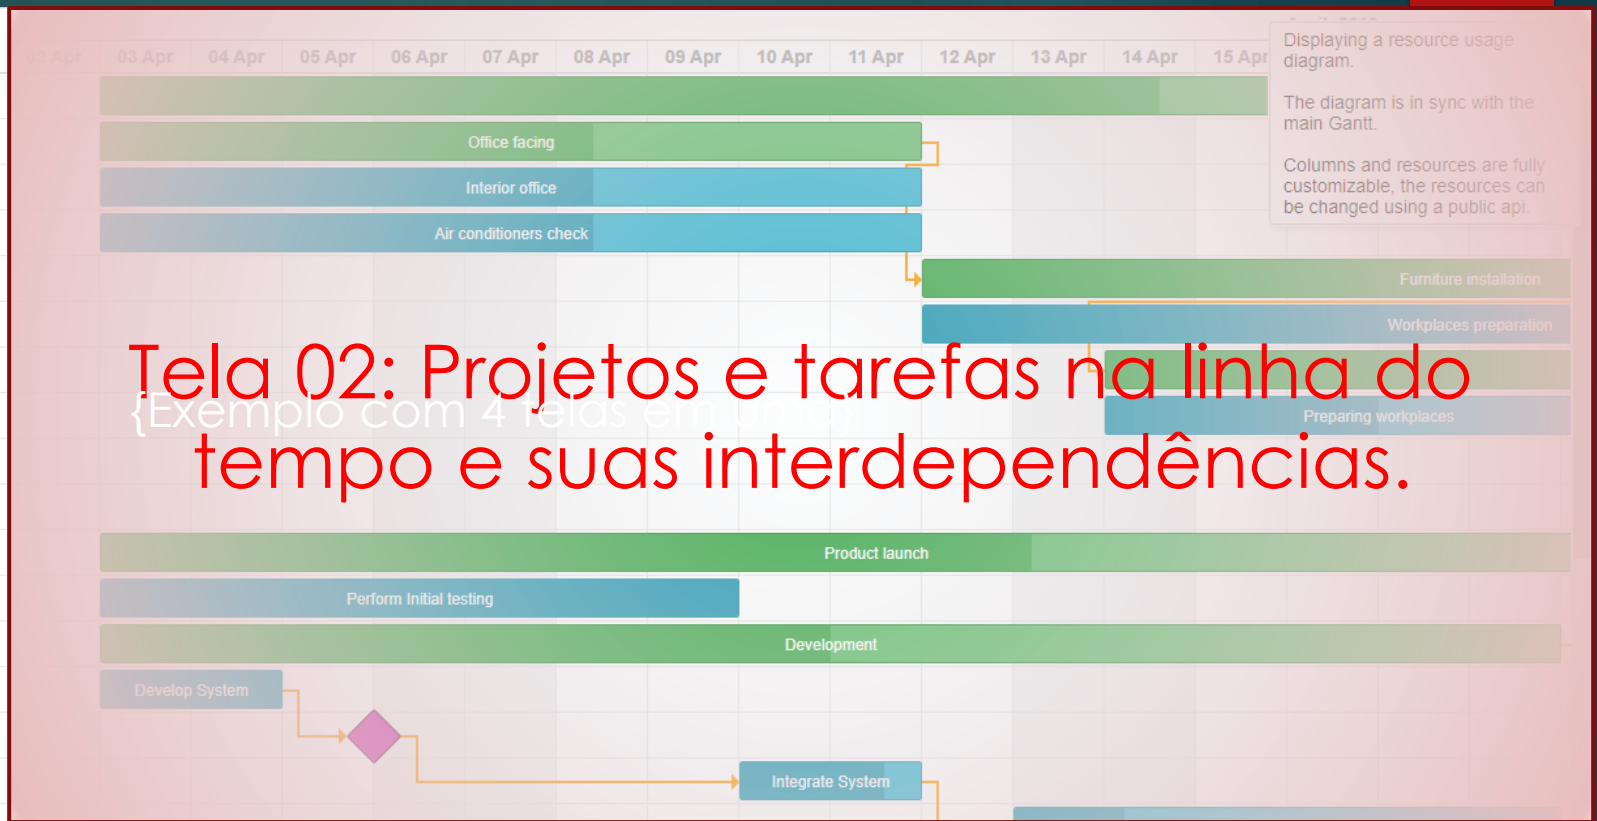 02 Apr 03 Apr 04 Apr 05 Apr 06 Apr 07 Apr 08 Apr 09 Apr 10 Apr 11 Apr 12 Apr 13 Apr 14 Apr 15 Apr
Displaying a resource usage
diagram.
The diagram is in sync with the
main Gantt.
Columns and resources are fully
customizable, the resources can
be changed using a public api.
Office facing
Interior office
Air conditioners check
Furniture installation
Workplaces preparation
Tela 02: Projetos e tarefas na linha do
tempo e suas interdependências.
{Exemplo com 4 telas em uma}
Preparing workplaces
Product launch
Perform Initial testing
Development
Develop System
Integrate System